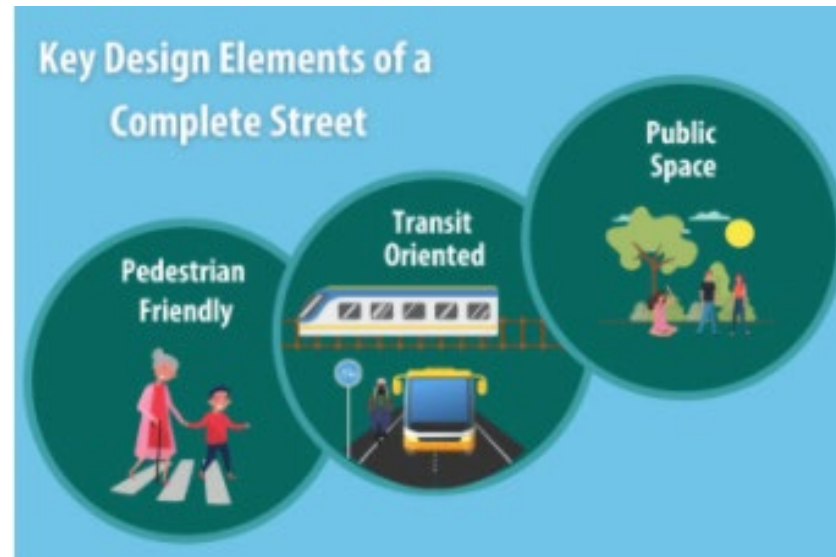 Key Design Elements of a
Complete Street
Pedestrian
Friendly
Transit
Oriented
Public
Space